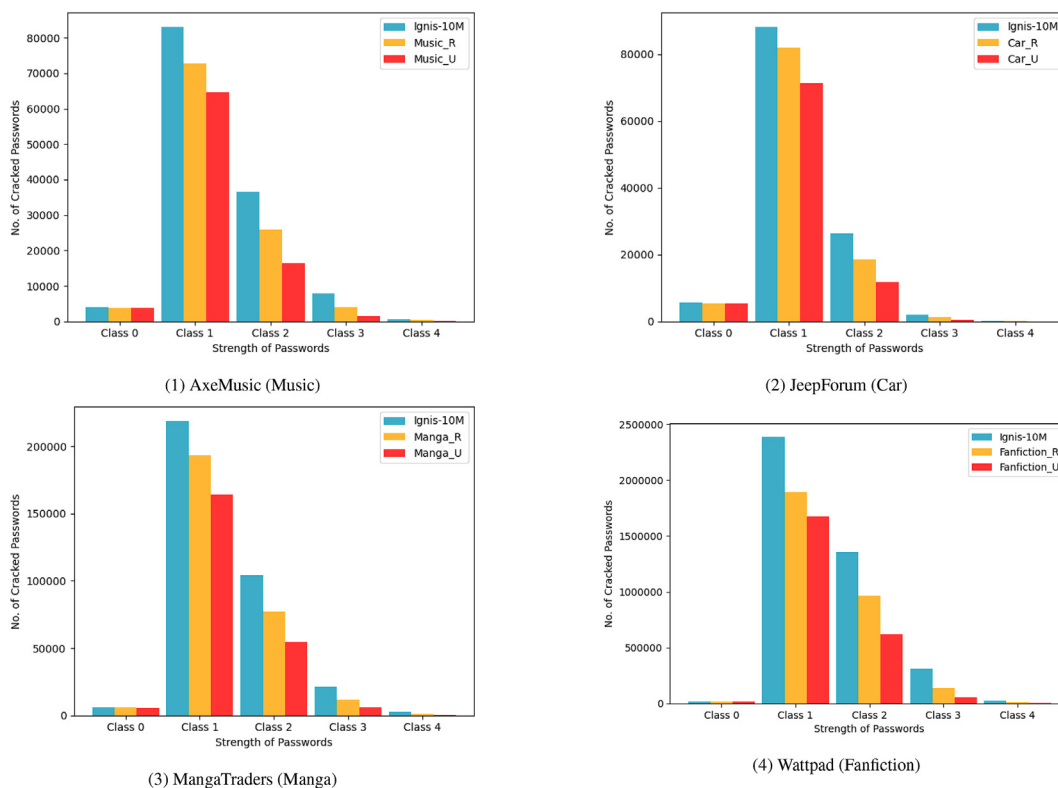 Ignis-10M
Music_R
Music_U
80000
70000
60000
50000
40000
30000
20000
10000
0
No. of Cracked Passwords
Class 0 Class 1 Class 2 Class 3 Class 4
Strength of Passwords
(1) AxeMusic (Music)
Ignis-10M
Car_R
Car_U
80000
60000
40000
20000
0
No. of Cracked Passwords
Class 0 Class 1 Class 2 Class 3 Class 4
Strength of Passwords
(2) JeepForum (Car)
Ignis-10M
Manga_R
Manga_U
200000
150000
100000
50000
0
No. of Cracked Passwords
Class 0 Class 1 Class 2 Class 3 Class 4
Strength of Passwords
(3) MangaTraders (Manga)
Ignis-10M
Fanfiction_R
Fanfiction_U
2500000
2000000
1500000
1000000
500000
0
No. of Cracked Passwords
Class 0 Class 1 Class 2 Class 3 Class 4
Strength of Passwords
(4) Wattpad (Fanfiction)